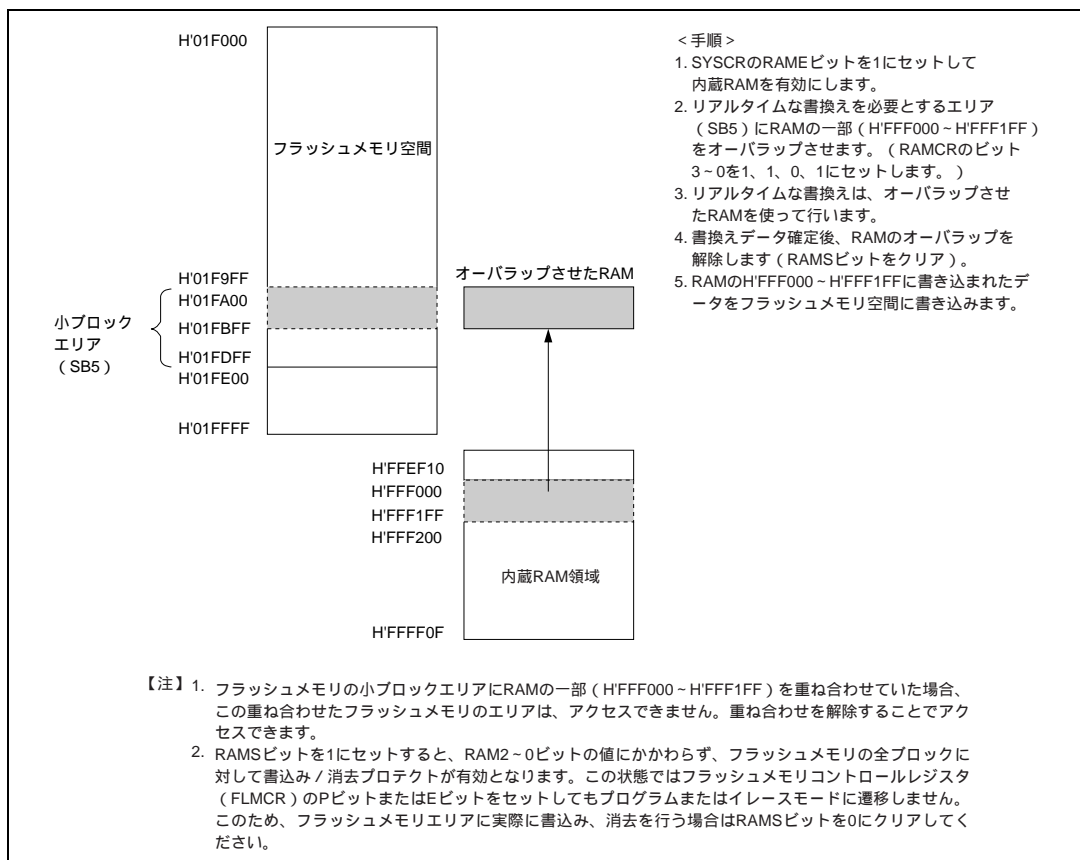 H'01F000
フラッシュメモリ空間
H'01F9FF
H'01FA00
H'01FBFF
H'01FDFF
H'01FE00
H'01FFFF
小ブロック
エリア
（SB5）
オーバラップさせたRAM
H'FFEF10
H'FFF000
H'FFF1FF
H'FFF200
内蔵RAM領域
H'FFFF0F
＜手順＞
1. SYSCRのRAMEビットを1にセットして
内蔵RAMを有効にします。
2. リアルタイムな書換えを必要とするエリア
（SB5）にRAMの一部（H'FFF000～H'FFF1FF）
をオーバラップさせます。（RAMCRのビット
3～0を1、1、0、1にセットします。）
3. リアルタイムな書換えは、オーバラップさせ
たRAMを使って行います。
4. 書換えデータ確定後、RAMのオーバラップを
解除します（RAMSビットをクリア）。
5. RAMのH'FFF000～H'FFF1FFに書き込まれたデ
ータをフラッシュメモリ空間に書き込みます。
【注】1. フラッシュメモリの小ブロックエリアにRAMの一部（H'FFF000～H'FFF1FF）を重ね合わせていた場合、
この重ね合わせたフラッシュメモリのエリアは、アクセスできません。重ね合わせを解除することでアク
セスできます。
2. RAMSビットを1にセットすると、RAM2～0ビットの値にかかわらず、フラッシュメモリの全ブロックに
対して書込み／消去プロテクトが有効となります。この状態ではフラッシュメモリコントロールレジスタ
（FLMCR）のPビットまたはEビットをセットしてもプログラムまたはイレースモードに遷移しません。
このため、フラッシュメモリエリアに実際に書込み、消去を行う場合はRAMSビットを0にクリアしてく
ださい。